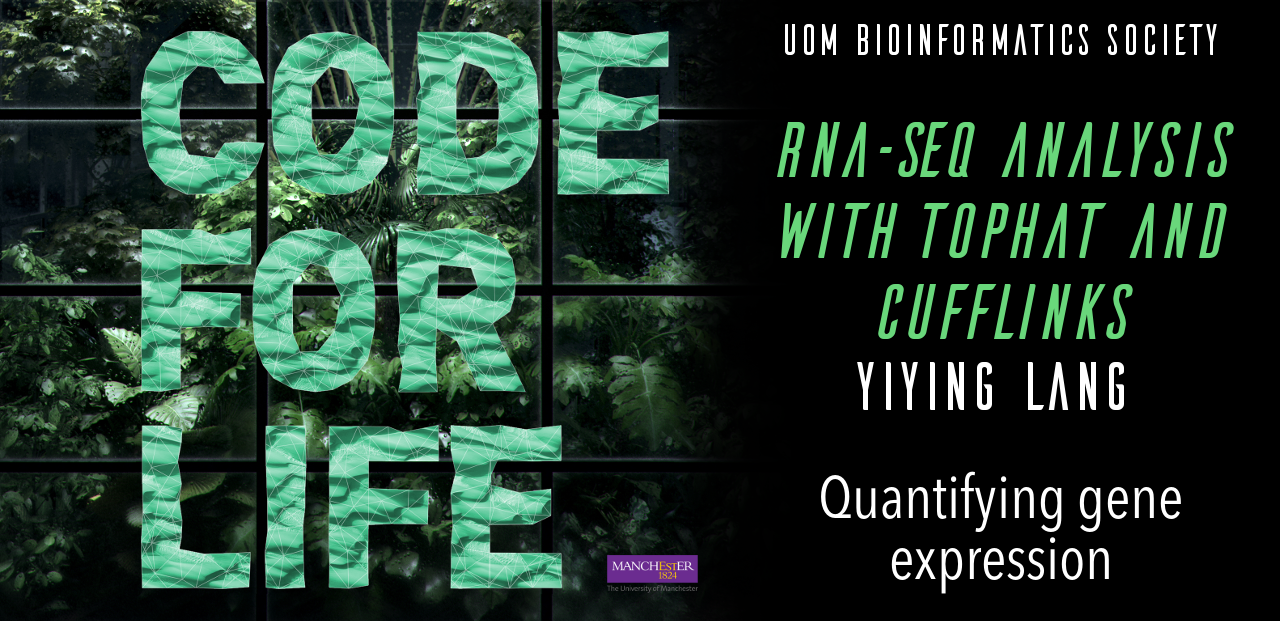 CODE
FOR
LIFE
MANCHEStER
1824
The University of Manchester
UOM BIOINFORMATICS SOCIETY
RNA-SEQ ANALYSIS
WITH TOPHAT AND
CUFFLINKS
YIYING LANG
Quantifying gene
expression